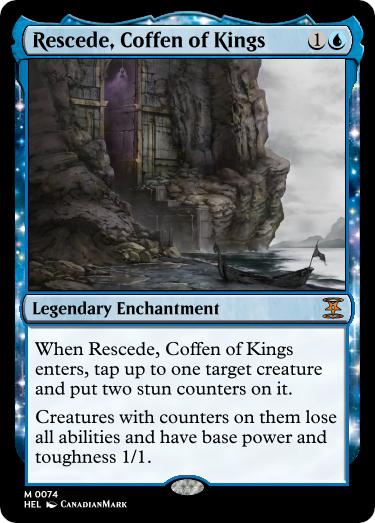 Rescede, Coffen of Kings 1
Legendary Enchantment
When Rescede, Coffen of Kings
enters, tap up to one target creature
and put two stun counters on it.
Creatures with counters on them lose
all abilities and have base power and
toughness 1/1.
M 0074
HEL CanadianMark